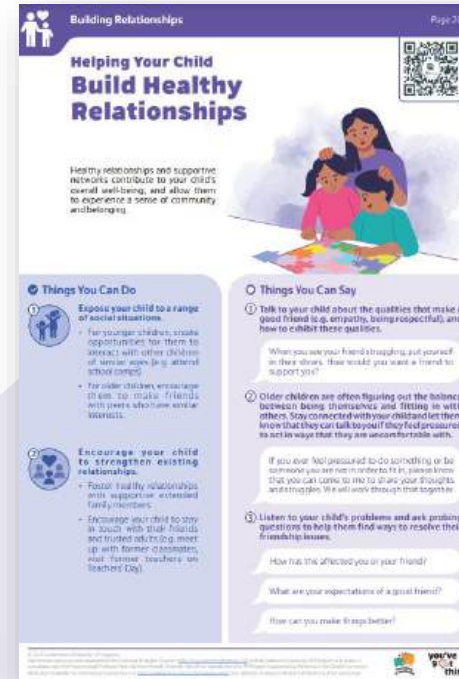 Building Relationships
Page 2
Helping Your Child
Build Healthy
Relationships
Healthy relationships and supportive
networks contribute to your child's
overall well-being, and allow them
to experience a sense of community
and belonging.
Things You Can Do
1
Expose your child to a range
of social situations.
• For younger children, create
opportunities for them to
interact with other children
of similar ages (e.g. attend
school camps).
• For older children, encourage
them to make friends
with peers who have similar
interests.
2
Encourage your child
to strengthen existing
relationships.
• Foster healthy relationships
with supportive extended
family members.
• Encourage your child to stay
in touch with their friends
and trusted adults (e.g. meet
up with former classmates,
visit former teachers on
Teachers' Day).
Things You Can Say
1 Talk to your child about the qualities that make a
good friend (e.g. empathy, being respectful), and
how to exhibit these qualities.
When you see your friend struggling, put yourself
in their shoes. How would you want a friend to
support you?
2 Older children are often figuring out the balance
between being themselves and fitting in with
others. Stay connected with your child and let them
know that they can talk to you if they feel pressured
to act in ways that they are uncomfortable with.
If you ever feel pressured to do something or be
someone you are not in order to fit in, please know
that you can come to me to share your thoughts
and struggles. We will work through that together.
3 Listen to your child's problems and ask probing
questions to help them find ways to resolve their
friendship issues.
How has this affected you or your friend?
What are your expectations of a good friend?
How can you make things better?
you've
got
this